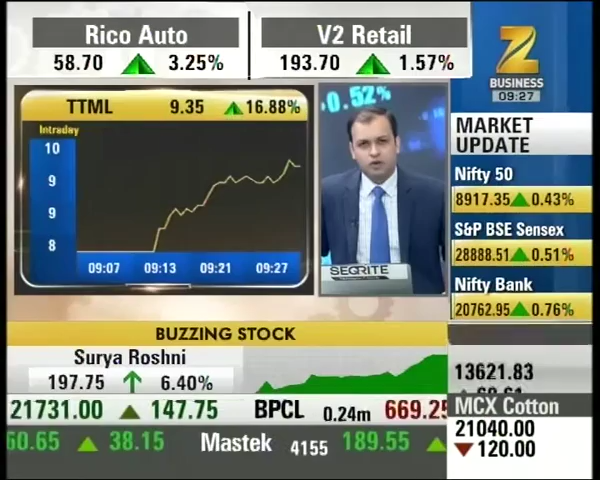 Rico Auto
58.70 3.25%
V2 Retail
193.70 1.57%
Z
BUSINESS
09:27
TTML 9.35 16.88%
Intraday
10
9
9
8
09:07 09:13 09:21 09:27
0.52%
SEGRITE
MARKET
UPDATE
Nifty 50
8917.35 0.43%
S&P BSE Sensex
28888.51 0.51%
Nifty Bank
20762.95 0.76%
BUZZING STOCK
Surya Roshni
197.75 6.40%
13621.83
MCX Cotton
21040.00
120.00
21731.00 147.75 BPCL 0.24m 669.25
60.65 38.15 Mastek 4155 189.55